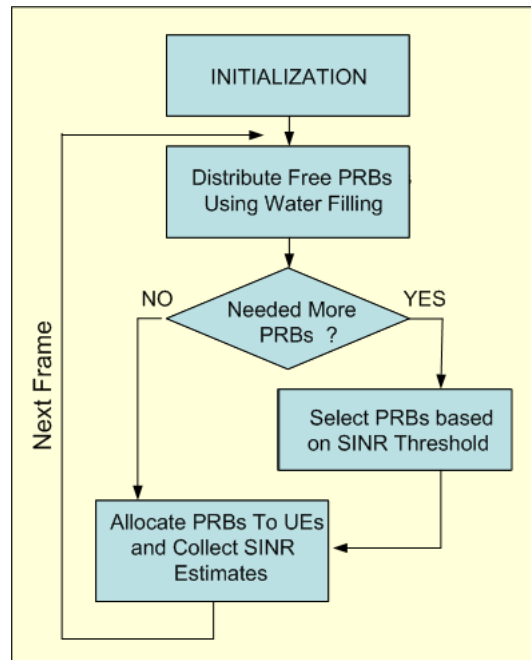 INITIALIZATION
Distribute Free PRBs
Using Water Filling
NO
YES
Needed More
PRBs ?
Next Frame
Select PRBs based
on SINR Threshold
Allocate PRBs To UEs
and Collect SINR
Estimates